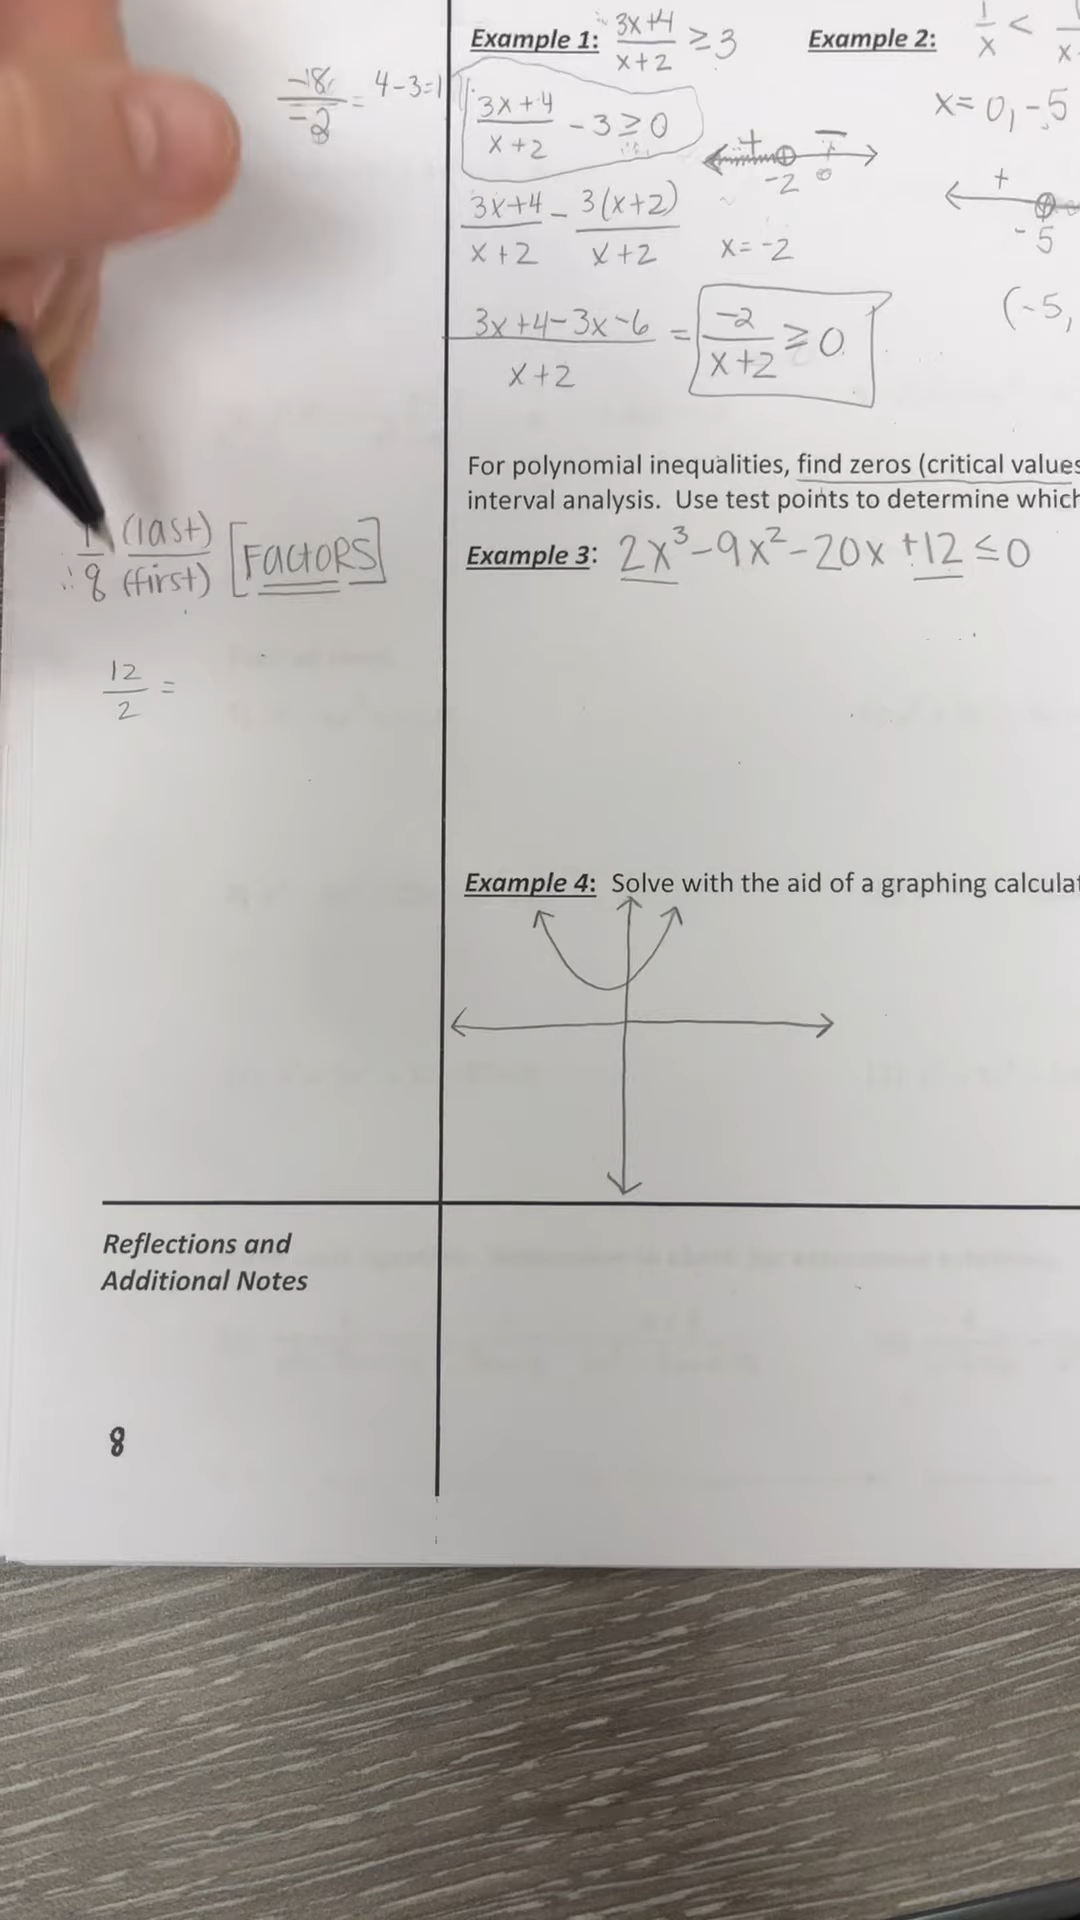 Example 1: 3x+4/x+2 ≥ 3
Example 2: 1/x <
-18/-2 = 4-3=1
3x+4/x+2 - 3 ≥ 0
x = 0, -5
+ -
-2 0
3x+4/x+2 - 3(x+2)/x+2
x = -2
+
-5
3x+4-3x-6/x+2 = -2/x+2 ≥ 0
(-5,
For polynomial inequalities, find zeros (critical values
interval analysis. Use test points to determine which
(last)/8 (first) [FACTORS]
Example 3: 2x³-9x²-20x+12 ≤ 0
12/2 =
Example 4: Solve with the aid of a graphing calculat
Reflections and
Additional Notes
8